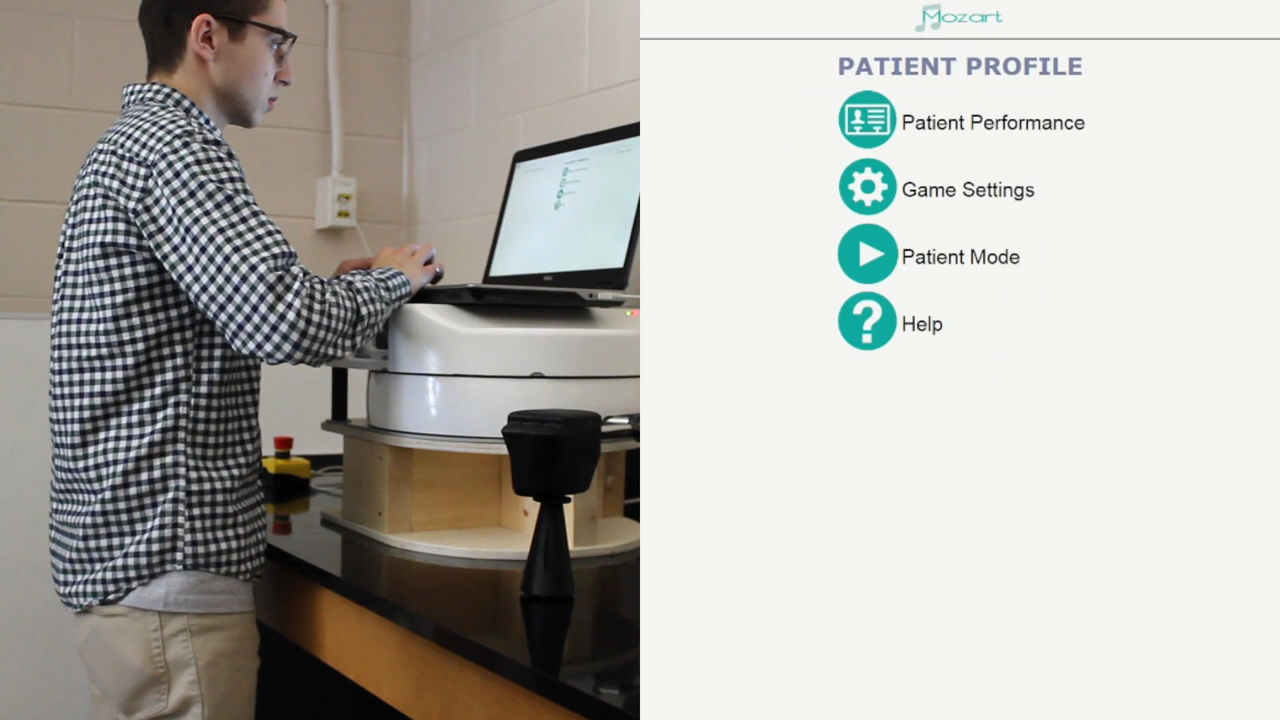 Mozart
PATIENT PROFILE
Patient Performance
Game Settings
Patient Mode
Help